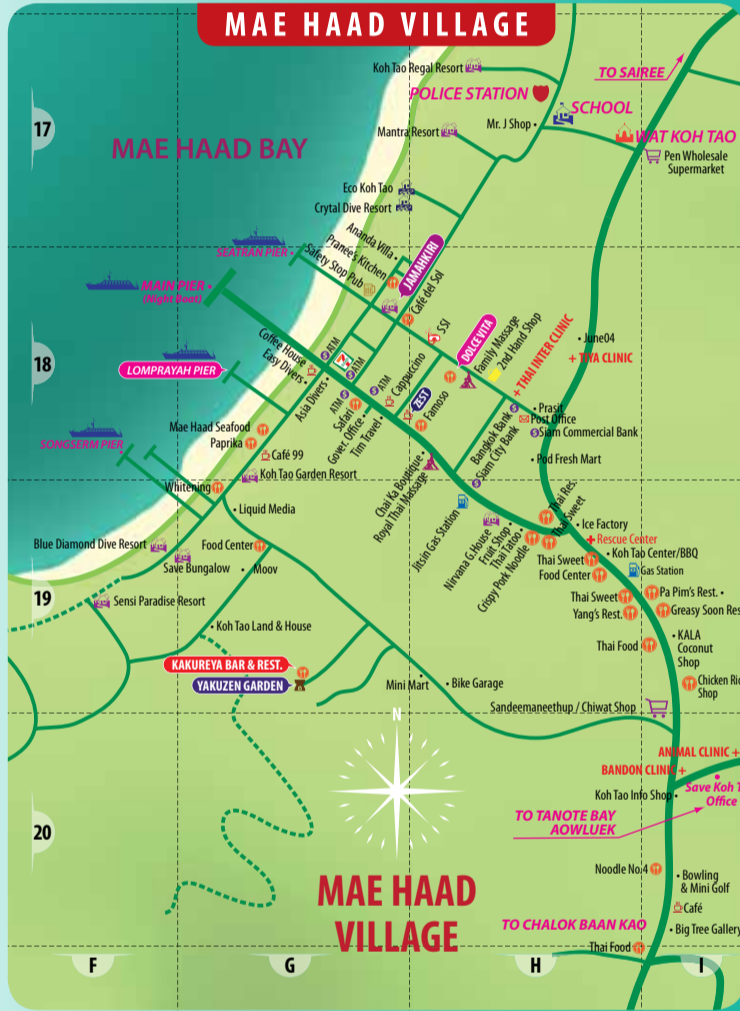 MAE HAAD VILLAGE
Koh Tao Regal Resort
TO SAIREE
POLICE STATION
SCHOOL
17
Mantra Resort
Mr. J Shop
WAT KOH TAO
MAE HAAD BAY
Pen Wholesale
Supermarket
Eco Koh Tao
Crytal Dive Resort
Ananda Villa
SEATRAN PIER
Pranee's Kitchen
Safety Stop Pub
JAMAHKIRI
MAIN PIER
(Night Boat)
Café del Sol
SSI
DOLCE VITA
Family Massage
2nd Hand Shop
+ THAI INTER CLINIC
June04
+ TIYA CLINIC
18
Coffee House
Easy Divers
ATM
7
ATM
LOMPRAYAH PIER
Asia Divers
ATM
ATM
Cappuccino
ZEST
Famoso
Safari
Gover. Office
Tim Travel
Prasit
Post Office
Siam Commercial Bank
Bangkok Bank
Siam City Bank
Mae Haad Seafood
Paprika
SONGSERM PIER
Café 99
Koh Tao Garden Resort
Pod Fresh Mart
Chai Ka Boutique
Royal Thai Massage
Whitening
Liquid Media
Jitsin Gas Station
Nirvana G.House
Fruit Shop
Thai Tatoo
Crispy Pork Noodle
Thai Res.
Thai Sweet
Ice Factory
+ Rescue Center
Blue Diamond Dive Resort
Food Center
Koh Tao Center/BBQ
Thai Sweet
Gas Station
Save Bungalow
Moov
Food Center
19
Sensi Paradise Resort
Thai Sweet
Pa Pim's Rest.
Yang's Rest.
Greasy Soon Res
Koh Tao Land & House
Thai Food
KALA
Coconut
Shop
KAKUREYA BAR & REST.
YAKUZEN GARDEN
Mini Mart
Bike Garage
Chicken Ric
Shop
Sandeemaneethup / Chiwat Shop
N
ANIMAL CLINIC +
BANDON CLINIC +
Save Koh T
Office
Koh Tao Info Shop
TO TANOTE BAY
AOWLUEK
20
MAE HAAD
VILLAGE
Noodle No.4
Bowling
& Mini Golf
Café
TO CHALOK BAAN KAO
Big Tree Gallery
Thai Food
F
G
H
I